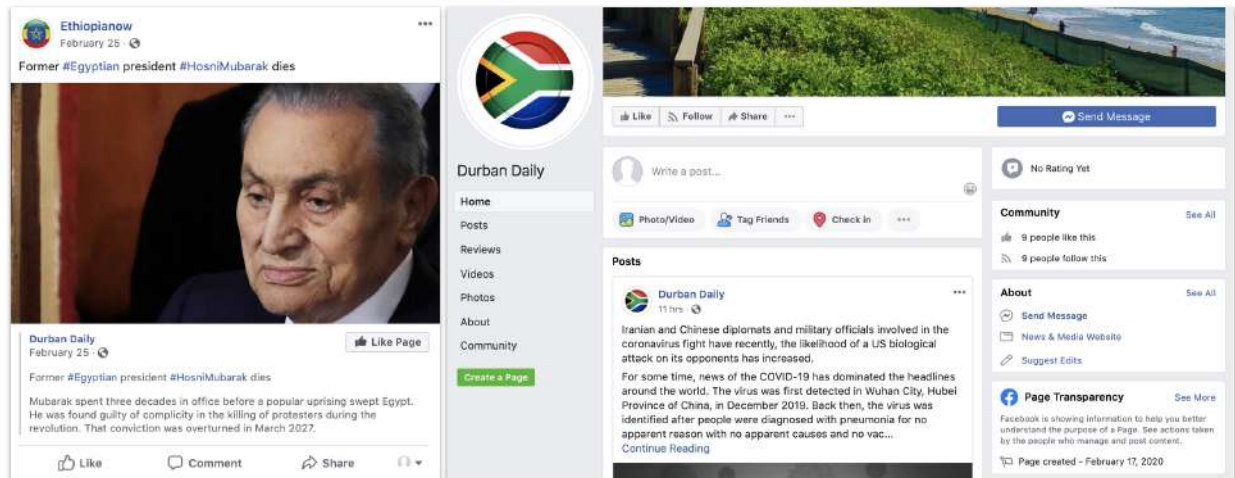 Ethiopianow
February 25 ·
Former #Egyptian president #HosniMubarak dies
Durban Daily
February 25 ·
Like Page
Former #Egyptian president #HosniMubarak dies
Mubarak spent three decades in office before a popular uprising swept Egypt.
He was found guilty of complicity in the killing of protesters during the
revolution. That conviction was overturned in March 2027.
Like Comment Share
Durban Daily
Home
Posts
Reviews
Videos
Photos
About
Community
Create a Page
Like Follow Share ...
Send Message
Write a post...
Photo/Video Tag Friends Check in ...
Posts
Durban Daily
11 hrs ·
Iranian and Chinese diplomats and military officials involved in the
coronavirus fight have recently, the likelihood of a US biological
attack on its opponents has increased.
For some time, news of the COVID-19 has dominated the headlines
around the world. The virus was first detected in Wuhan City, Hubei
Province of China, in December 2019. Back then, the virus was
identified after people were diagnosed with pneumonia for no
apparent reason with no apparent causes and no vac...
Continue Reading
No Rating Yet
Community See All
9 people like this
9 people follow this
About See All
Send Message
News & Media Website
Suggest Edits
Page Transparency See More
Facebook is showing information to help you better
understand the purpose of a Page. See actions taken
by the people who manage and post content.
Page created - February 17, 2020